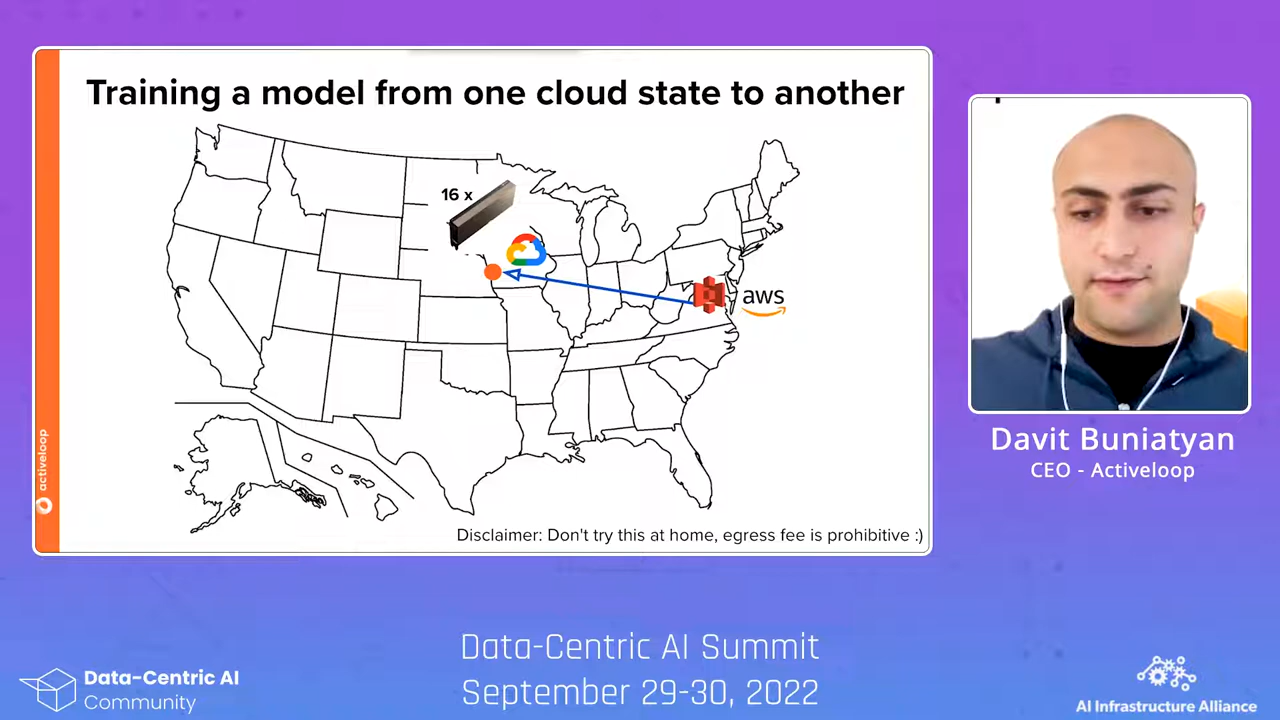 Training a model from one cloud state to another
16 x
aws
activeloop
Disclaimer: Don't try this at home, egress fee is prohibitive :)
Davit Buniatyan
CEO - Activeloop
Data-Centric AI Summit
September 29-30, 2022
Data-Centric AI
Community
AI Infrastructure Alliance